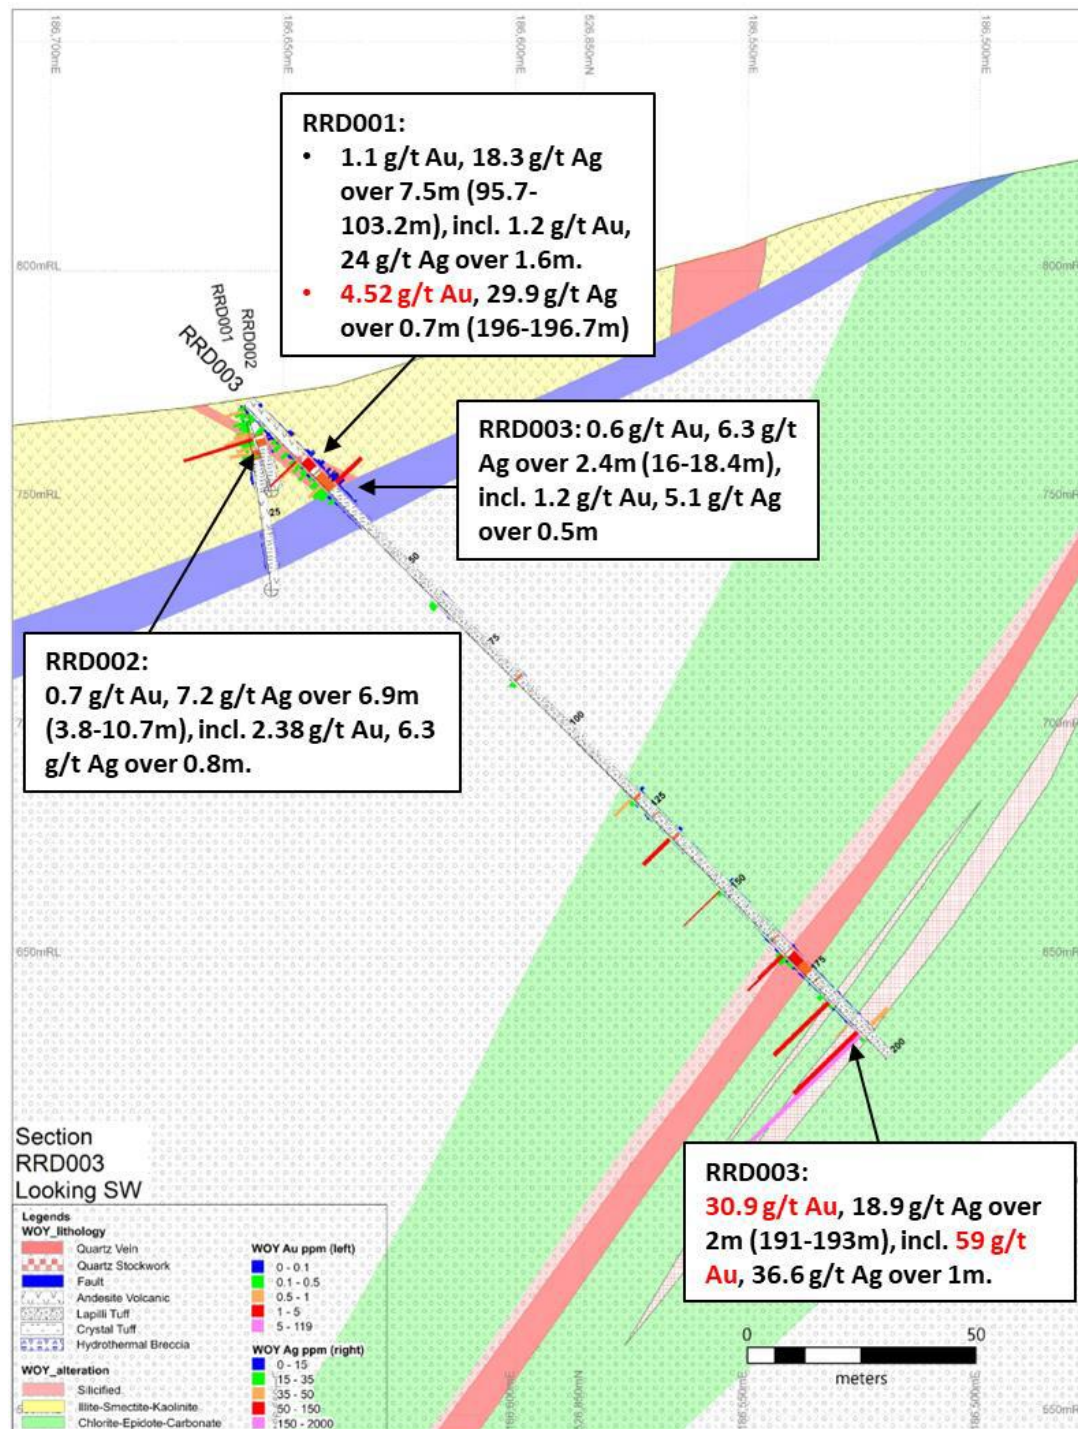 186,700mE
186,650mE
186,600mE
526,850mN
186,550mE
186,500mE
RRD001:
• 1.1 g/t Au, 18.3 g/t Ag
over 7.5m (95.7-
103.2m), incl. 1.2 g/t Au,
24 g/t Ag over 1.6m.
• 4.52 g/t Au, 29.9 g/t Ag
over 0.7m (196-196.7m)
800mRL
800mRL
RRD001
RRD002
RRD003
RRD003: 0.6 g/t Au, 6.3 g/t
Ag over 2.4m (16-18.4m),
incl. 1.2 g/t Au, 5.1 g/t Ag
over 0.5m
750mRL
750mRL
25
50
75
100
125
150
175
200
RRD002:
0.7 g/t Au, 7.2 g/t Ag over 6.9m
(3.8-10.7m), incl. 2.38 g/t Au, 6.3
g/t Ag over 0.8m.
700mRL
650mRL
650mRL
RRD003:
30.9 g/t Au, 18.9 g/t Ag over
2m (191-193m), incl. 59 g/t
Au, 36.6 g/t Ag over 1m.
Section
RRD003
Looking SW
Legends
WOY_lithology
Quartz Vein
Quartz Stockwork
Fault
Andesite Volcanic
Lapilli Tuff
Crystal Tuff
Hydrothermal Breccia
WOY_alteration
Silicified
Illite-Smectite-Kaolinite
Chlorite-Epidote-Carbonate
WOY Au ppm (left)
0 - 0.1
0.1 - 0.5
0.5 - 1
1 - 5
5 - 119
WOY Ag ppm (right)
0 - 15
15 - 35
35 - 50
50 - 150
150 - 2000
0 50
meters
186,600mE
526,850mN
186,550mE
186,500mE
550mR